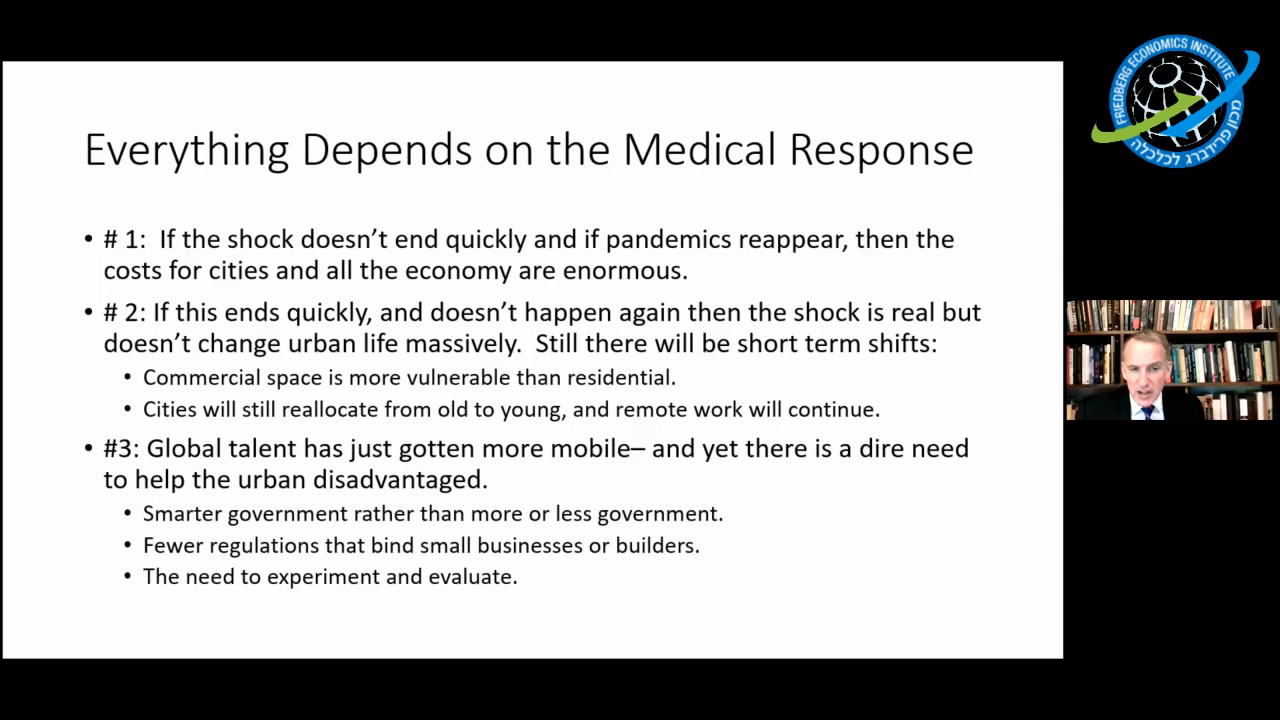 Everything Depends on the Medical Response
• # 1:  If the shock doesn’t end quickly and if pandemics reappear, then the
costs for cities and all the economy are enormous.
• # 2: If this ends quickly, and doesn’t happen again then the shock is real but
doesn’t change urban life massively.  Still there will be short term shifts:
• Commercial space is more vulnerable than residential.
• Cities will still reallocate from old to young, and remote work will continue.
• #3: Global talent has just gotten more mobile– and yet there is a dire need
to help the urban disadvantaged.
• Smarter government rather than more or less government.
• Fewer regulations that bind small businesses or builders.
• The need to experiment and evaluate.
FRIEDBERG ECONOMICS INSTITUTE
מכון פרידברג לכלכלה